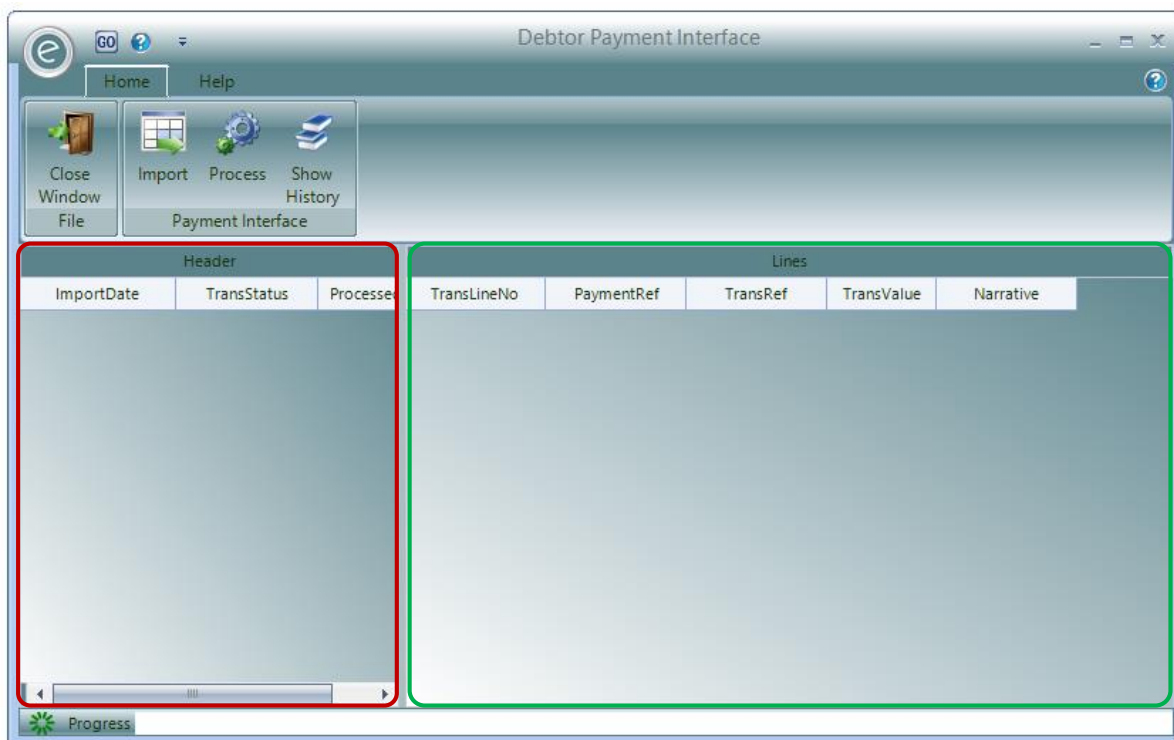 e GO ? Debtor Payment Interface
Home Help ?
Close Window Import Process Show History
File Payment Interface
Header Lines
ImportDate TransStatus Processed TransLineNo PaymentRef TransRef TransValue Narrative
Progress